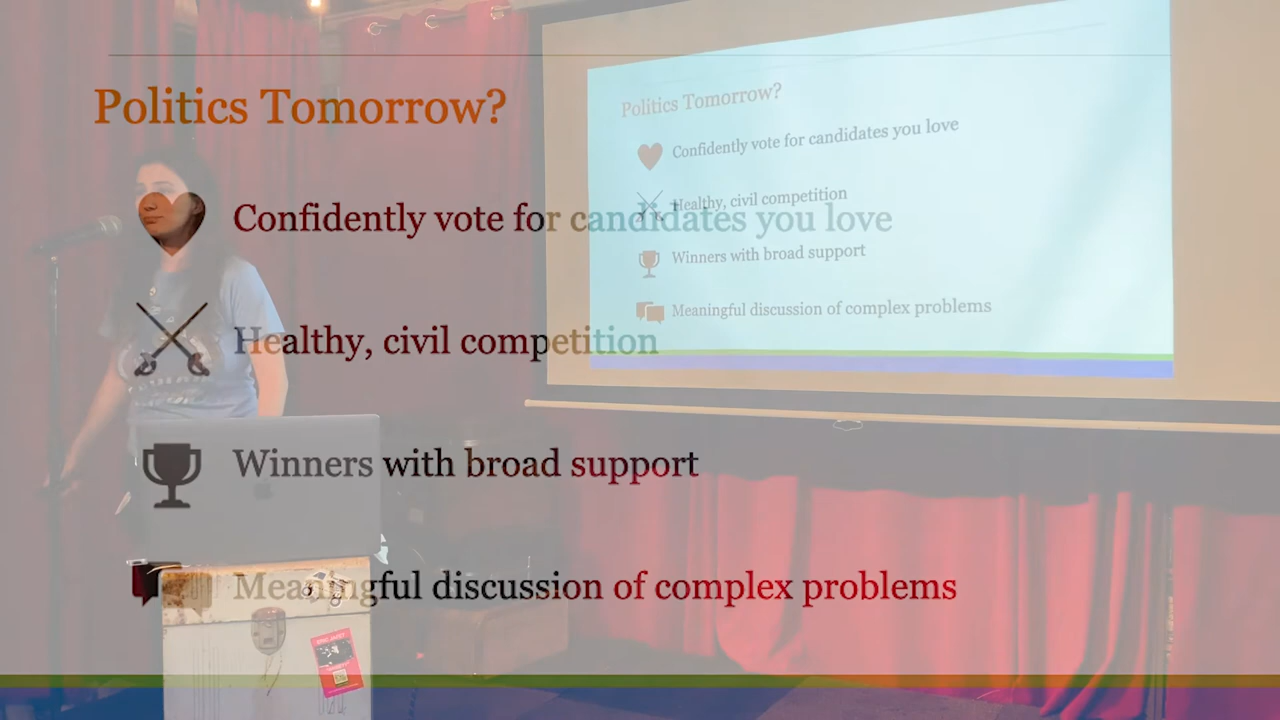 Politics Tomorrow?
Confidently vote for candidates you love
Healthy, civil competition
Winners with broad support
Meaningful discussion of complex problems
Politics Tomorrow?
Confidently vote for candidates you love
Healthy, civil competition
Winners with broad support
Meaningful discussion of complex problems